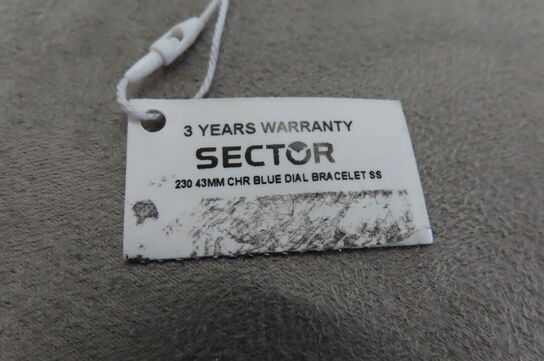 3 YEARS WARRANTY
SECTOR
230 43MM CHR BLUE DIAL BRACELET SS